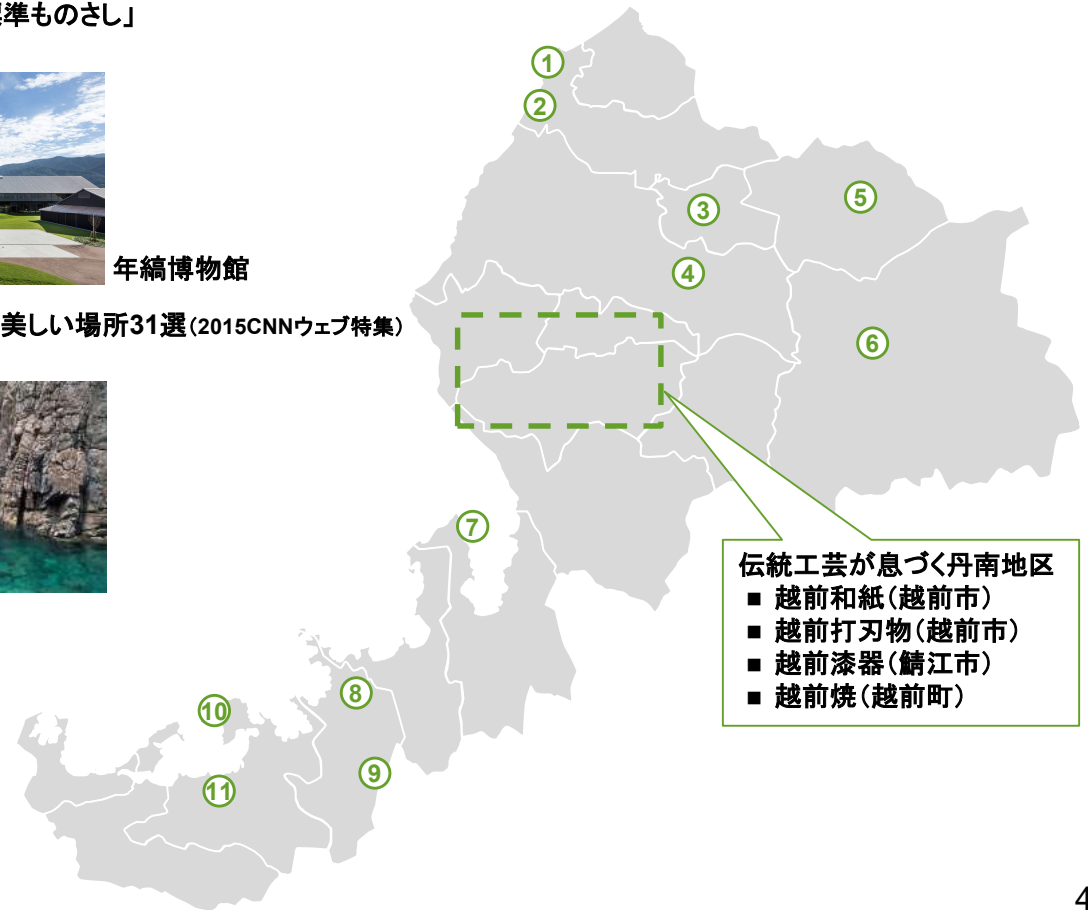 準ものさし」
年縞博物館
美しい場所31選（2015CNNウェブ特集）
①
②
③
④
⑤
⑥
⑦
⑧
⑨
⑩
⑪
伝統工芸が息づく丹南地区
■ 越前和紙（越前市）
■ 越前打刃物（越前市）
■ 越前漆器（鯖江市）
■ 越前焼（越前町）
4